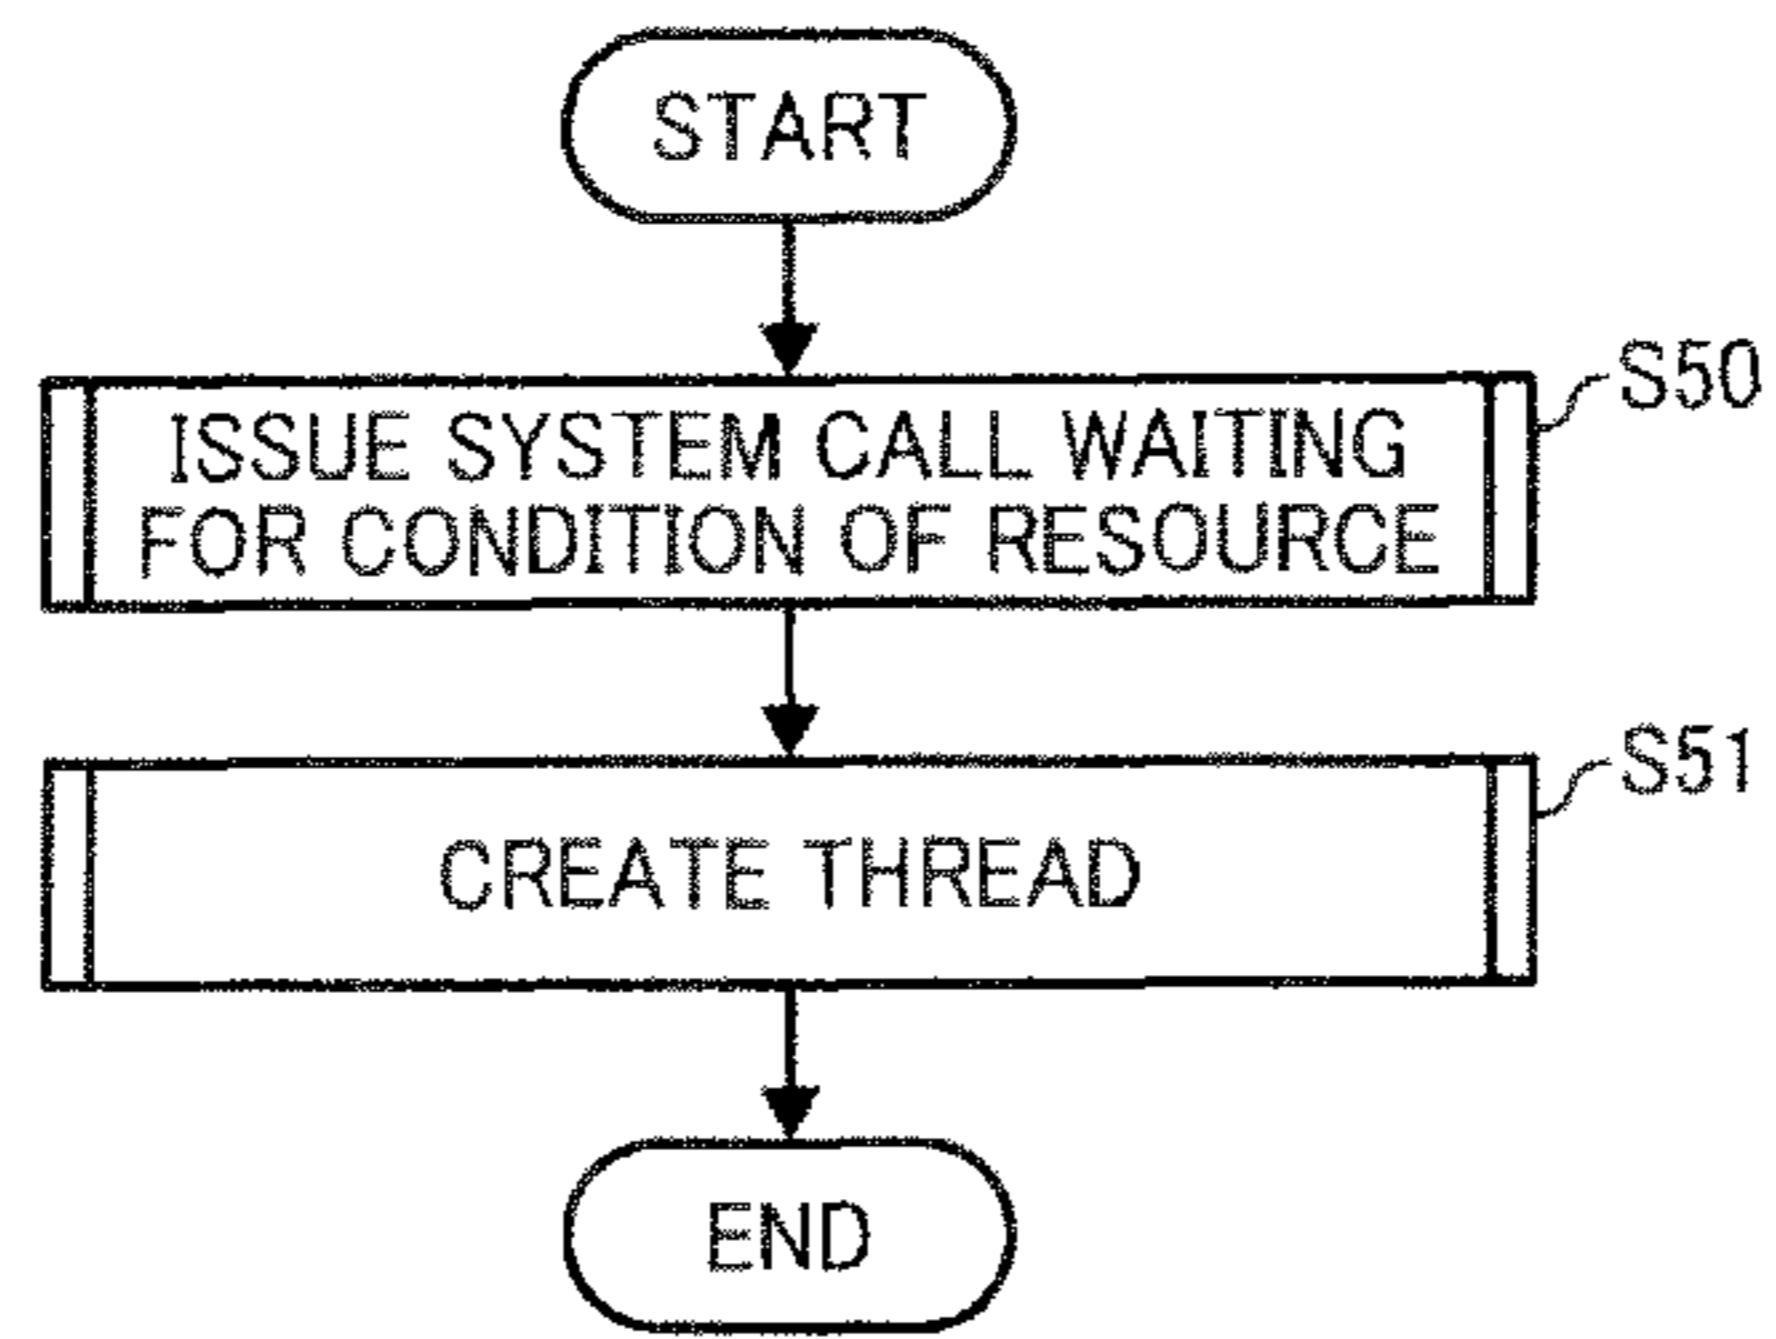 START
ISSUE SYSTEM CALL WAITING
FOR CONDITION OF RESOURCE
S50
CREATE THREAD
S51
END